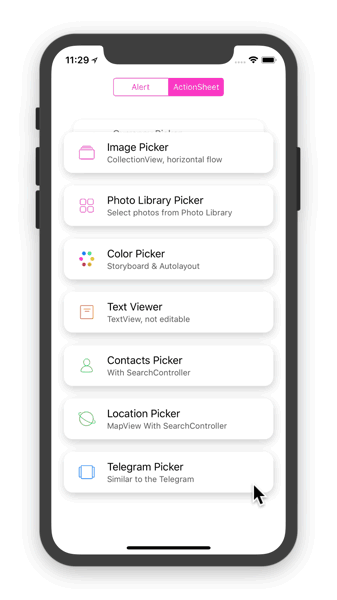 11:29
Alert
ActionSheet
Picker
Image Picker
CollectionView, horizontal flow
Photo Library Picker
Select photos from Photo Library
Color Picker
Storyboard & Autolayout
Text Viewer
TextView, not editable
Contacts Picker
With SearchController
Location Picker
MapView With SearchController
Telegram Picker
Similar to the Telegram